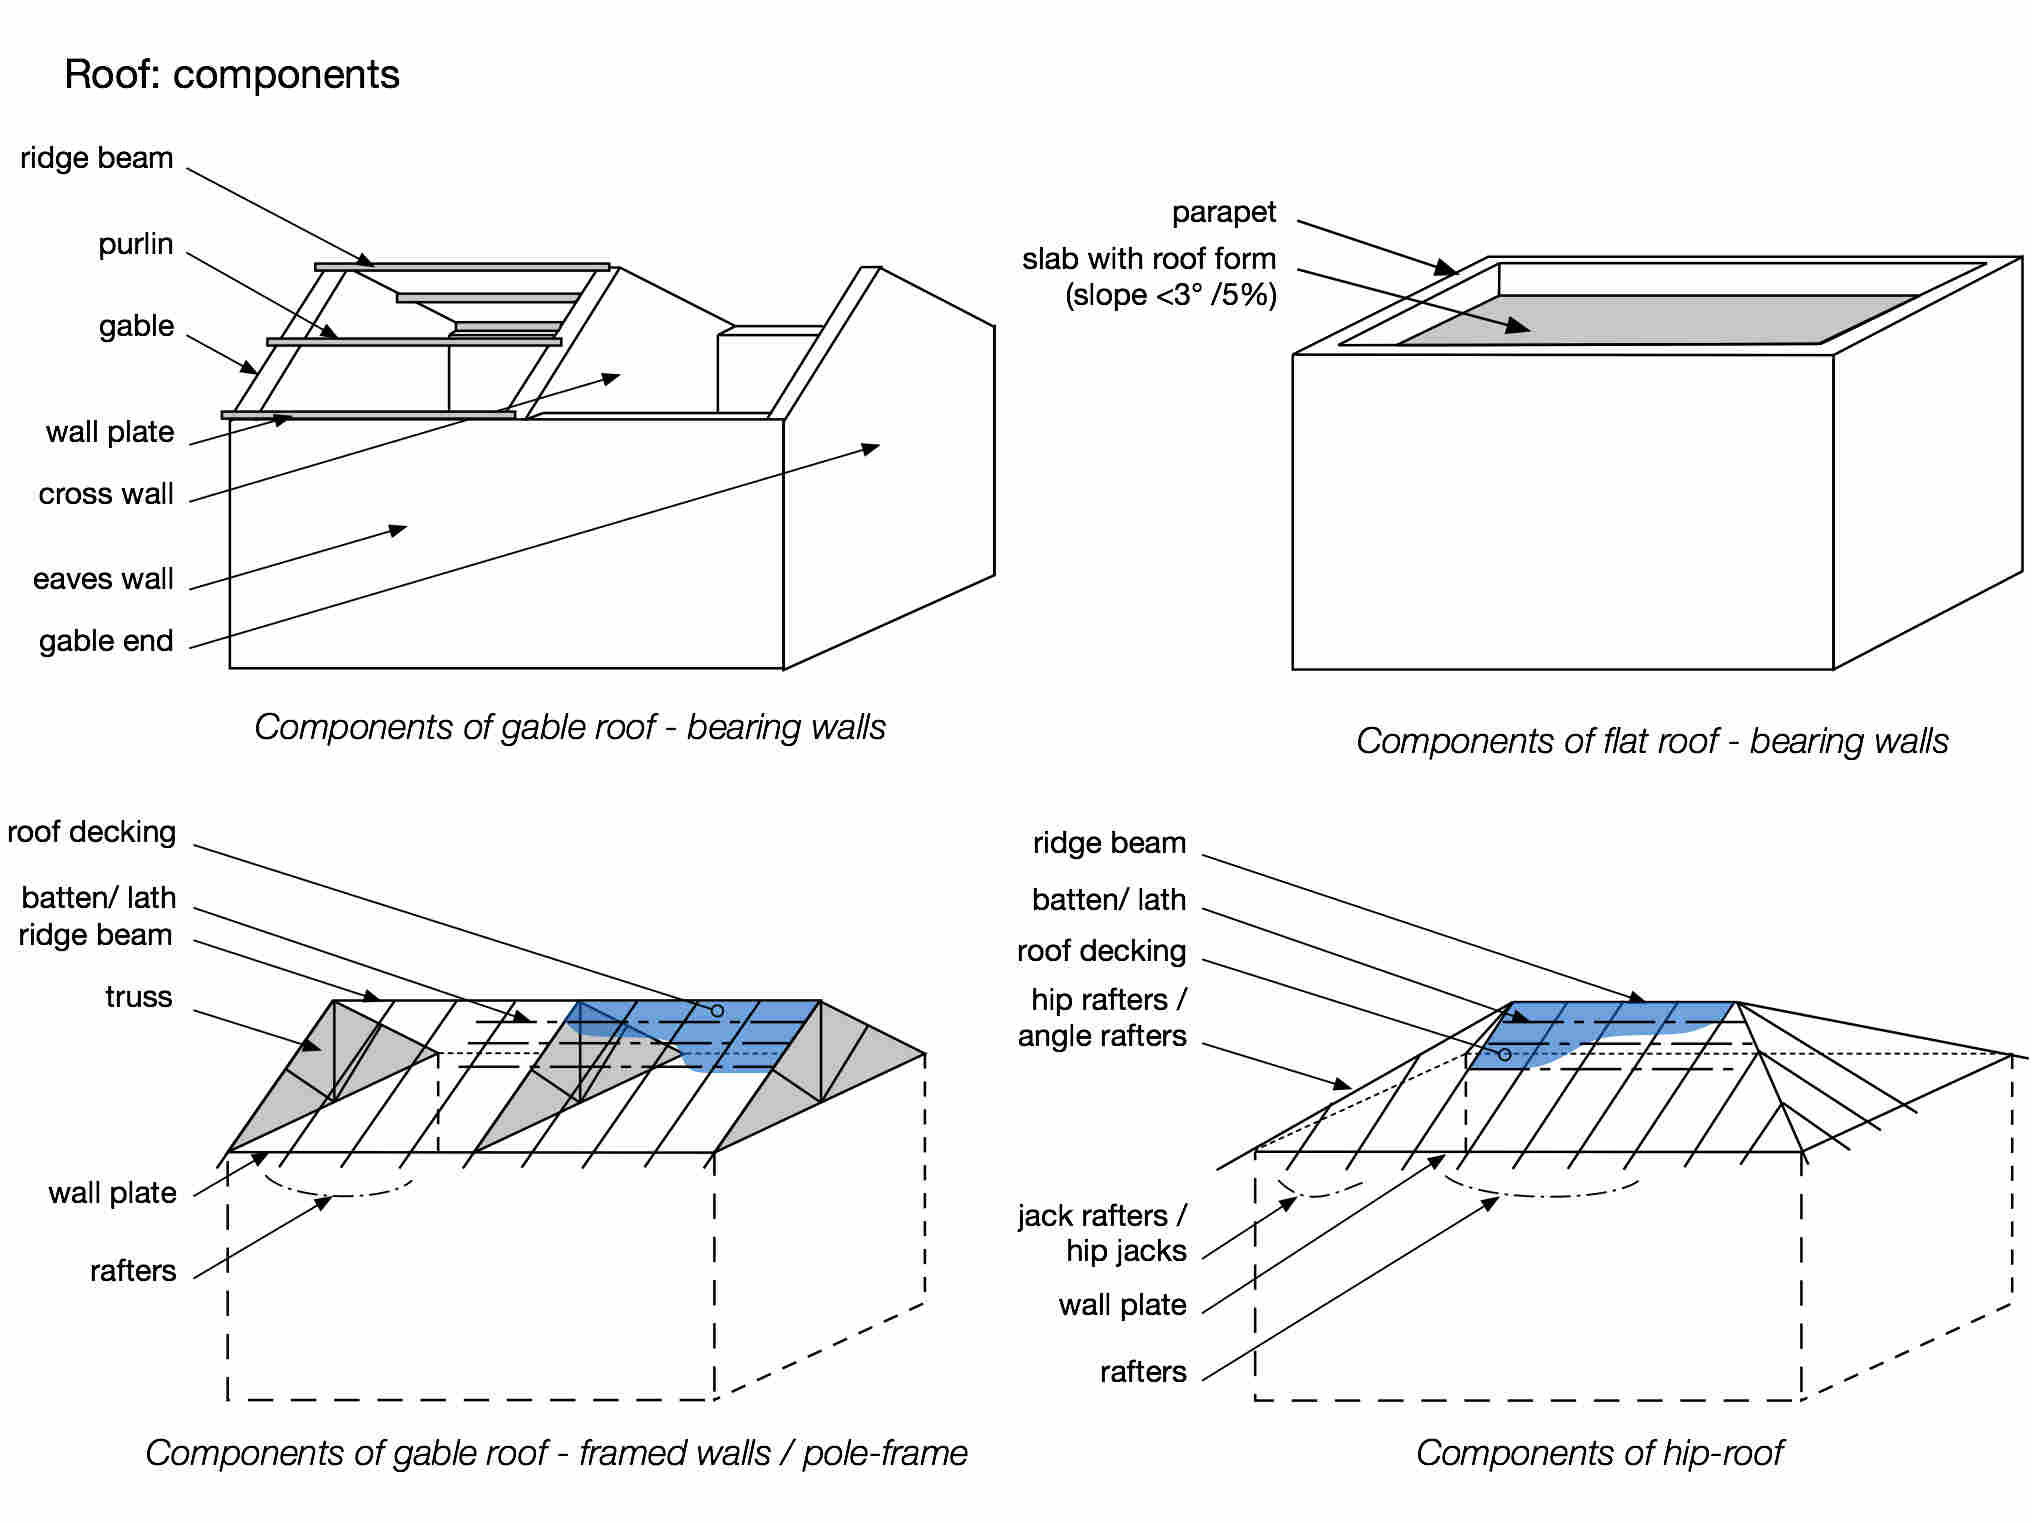 Roof: components
ridge beam
purlin
gable
wall plate
cross wall
eaves wall
gable end
Components of gable roof - bearing walls
parapet
slab with roof form
(slope <3° /5%)
Components of flat roof - bearing walls
roof decking
batten/ lath
ridge beam
truss
wall plate
rafters
Components of gable roof - framed walls / pole-frame
ridge beam
batten/ lath
roof decking
hip rafters /
angle rafters
jack rafters /
hip jacks
wall plate
rafters
Components of hip-roof